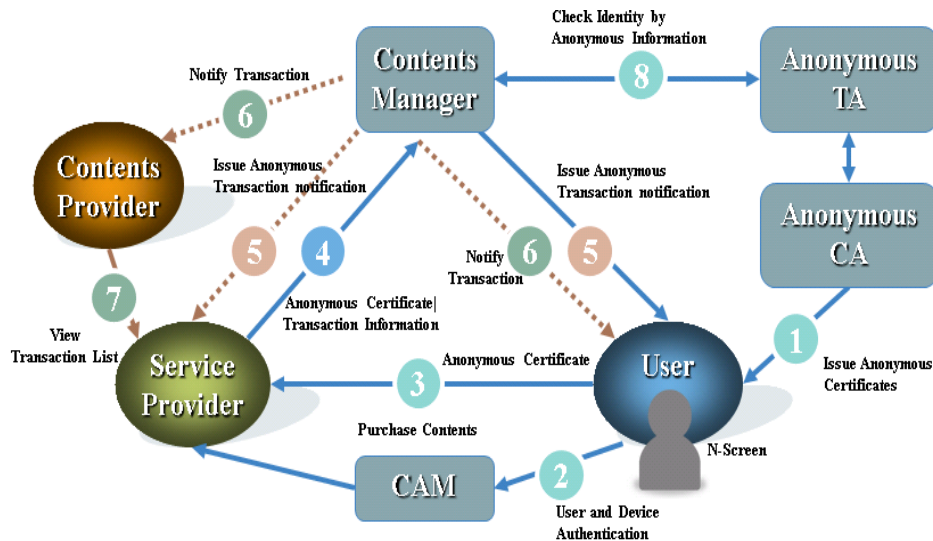 Check Identity by
Anonymous Information
Contents
Manager
8
Anonymous
TA
Notify Transaction
6
Contents
Provider
Issue Anonymous
Transaction notification
Issue Anonymous
Transaction notification
Anonymous
CA
5
4
6
5
Notify
Transaction
7
Anonymous Certificate|
Transaction Information
View
Transaction List
1
Issue Anonymous
Certificates
Service
Provider
Anonymous Certificate
3
User
Purchase Contents
N-Screen
CAM
2
User and Device
Authentication